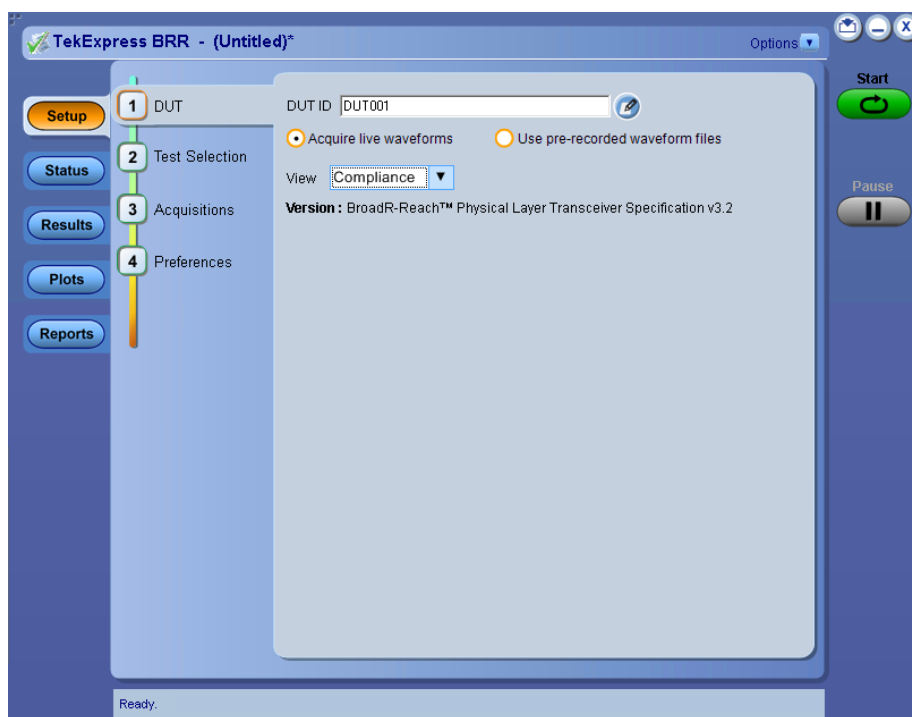 TekExpress BRR - (Untitled)*
Options
Start
Pause
Setup
Status
Results
Plots
Reports
1 DUT
2 Test Selection
3 Acquisitions
4 Preferences
DUT ID DUT001
Acquire live waveforms Use pre-recorded waveform files
View Compliance
Version : BroadR-Reach™ Physical Layer Transceiver Specification v3.2
Ready.